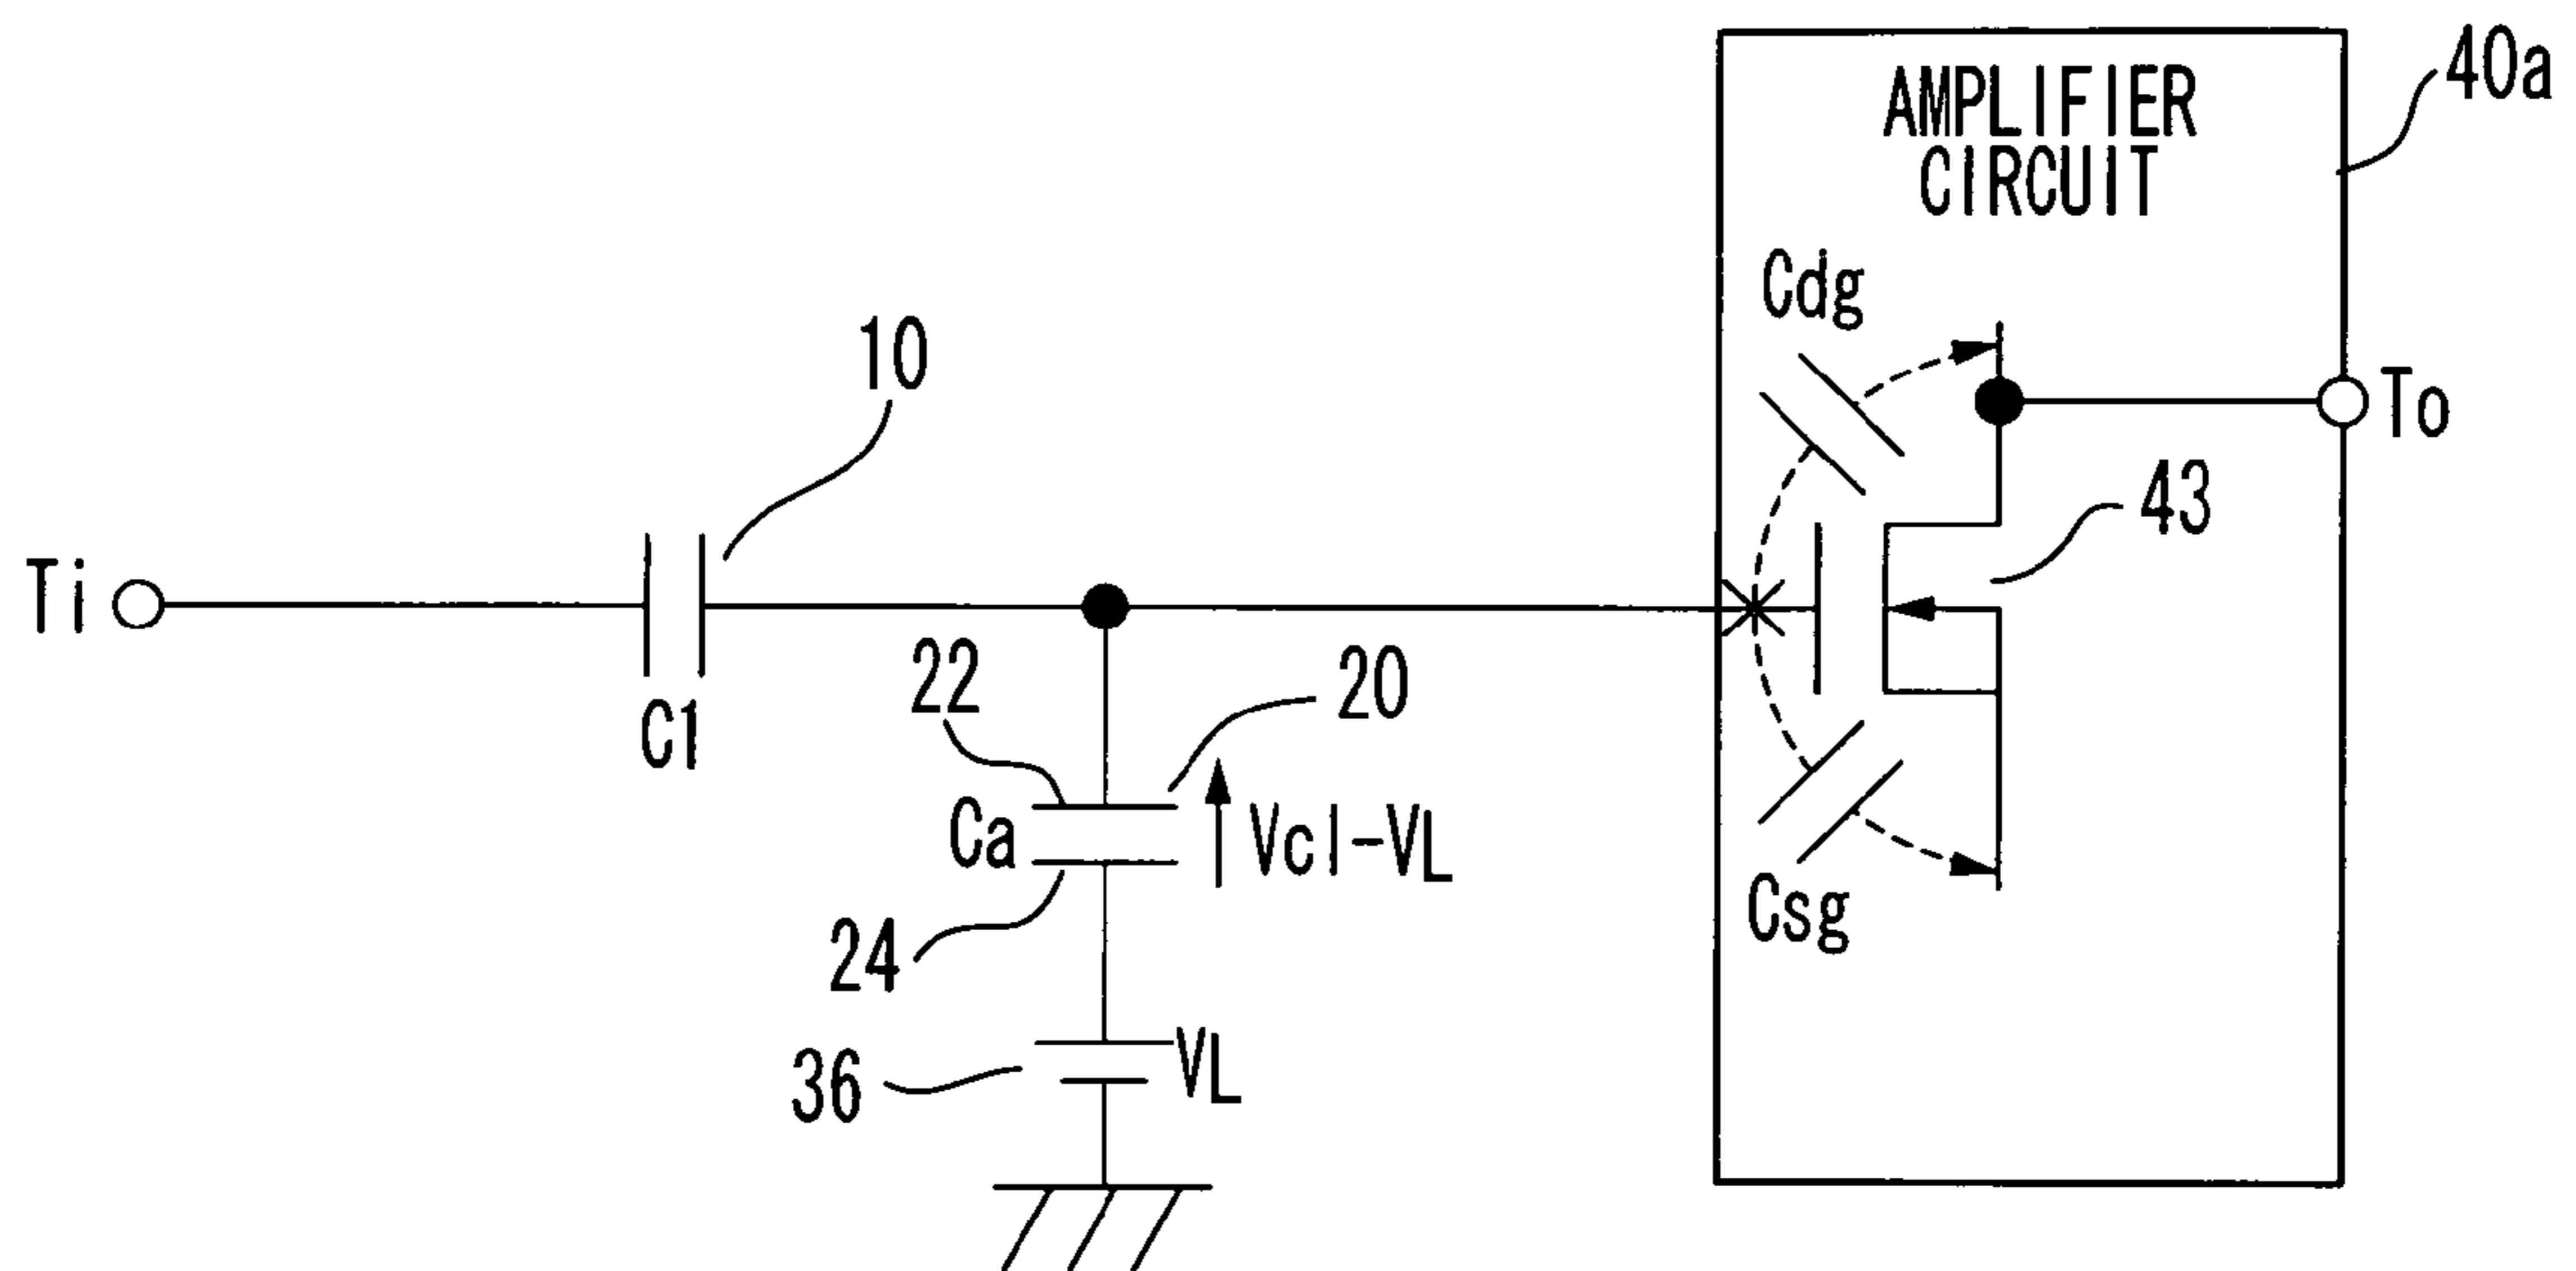 40a
AMPLIFIER
CIRCUIT
Cdg
10
To
43
Ti
C1
22
20
Ca
Vcl-VL
24
Csg
36
VL